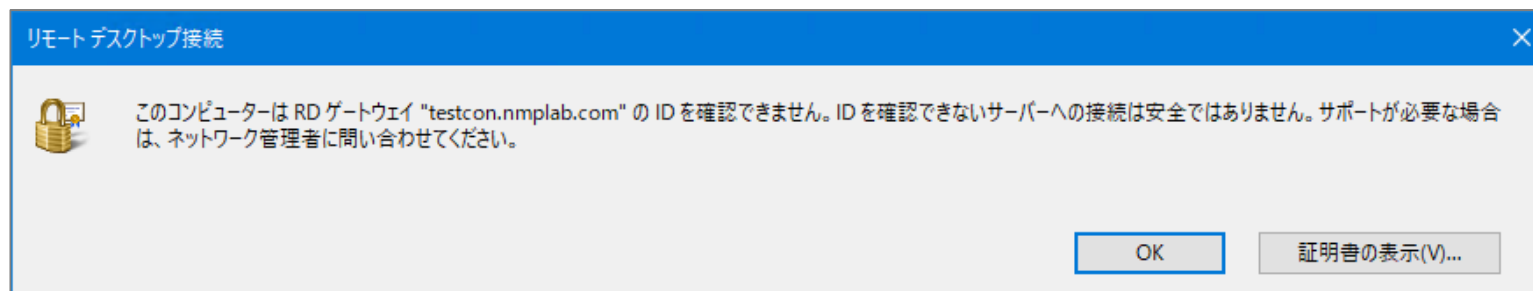 リモート デスクトップ接続
このコンピューターは RD ゲートウェイ "testcon.nmplab.com" の ID を確認できません。ID を確認できないサーバーへの接続は安全ではありません。サポートが必要な場合
は、ネットワーク管理者に問い合わせてください。
OK
証明書の表示(V)...